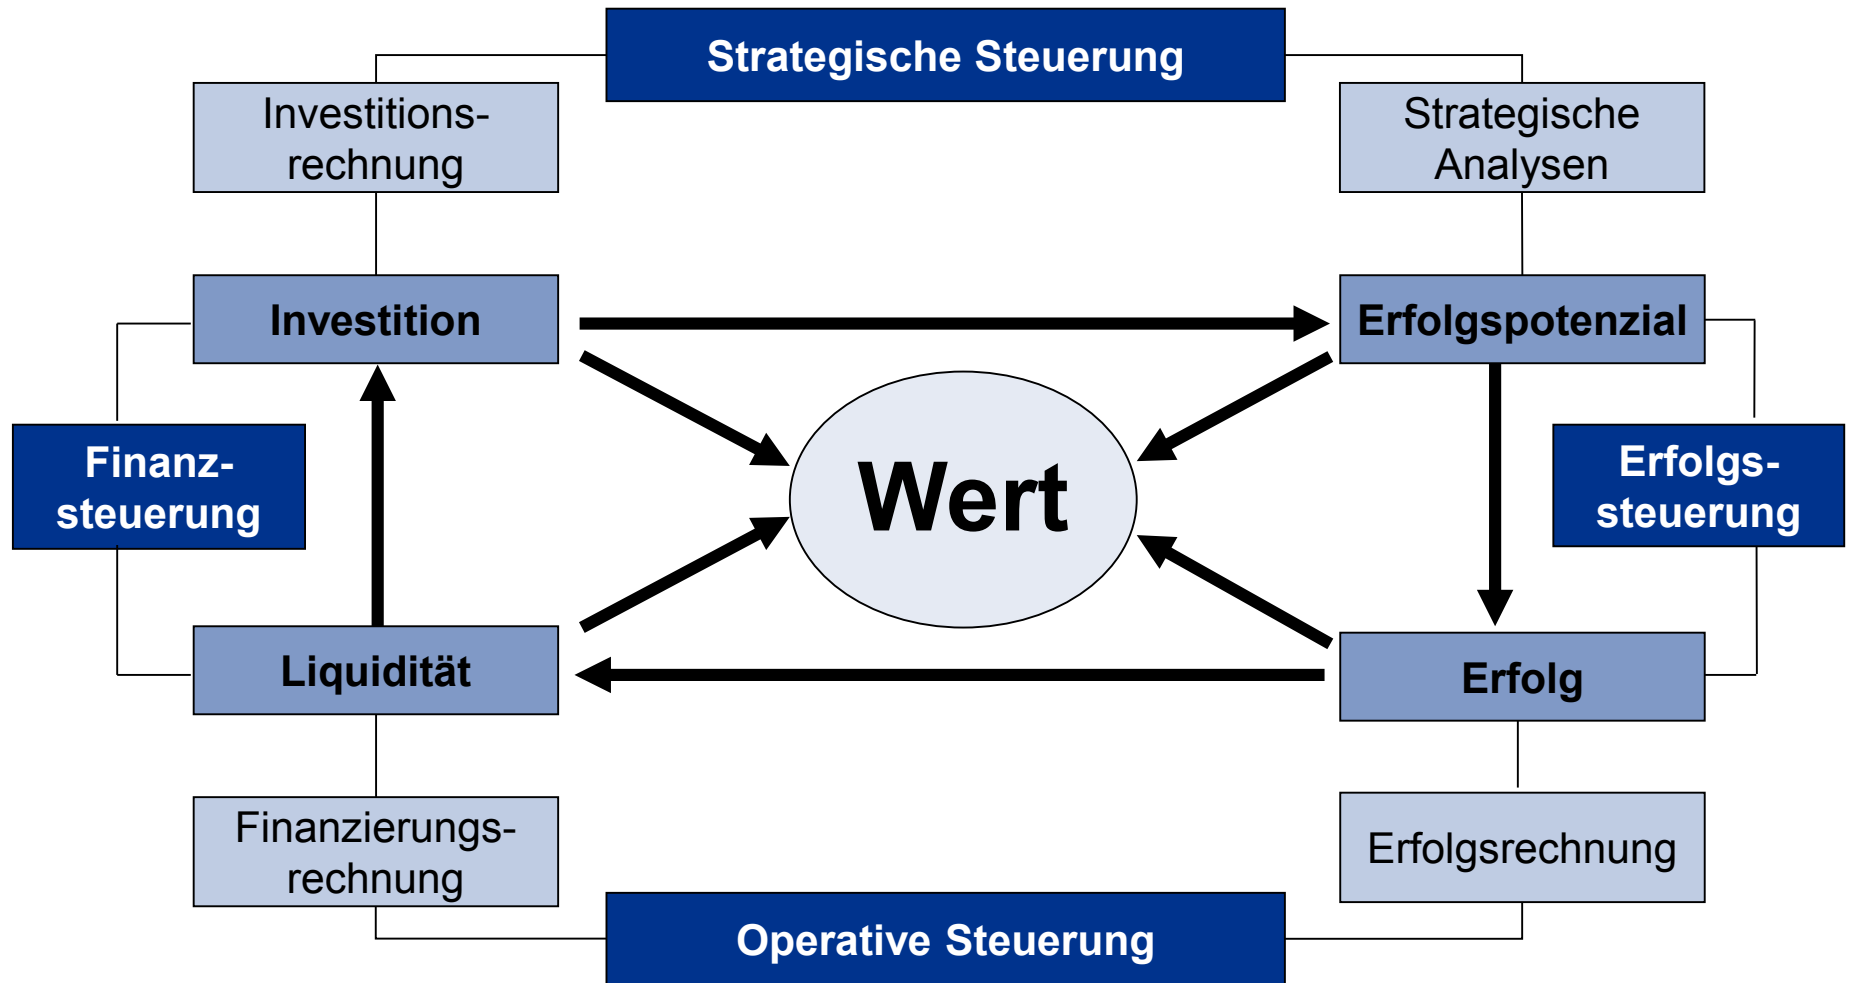 Strategische Steuerung
Investitions-
rechnung
Strategische
Analysen
Investition
Erfolgspotenzial
Finanz-
steuerung
Wert
Erfolgs-
steuerung
Liquidität
Erfolg
Finanzierungs-
rechnung
Erfolgsrechnung
Operative Steuerung